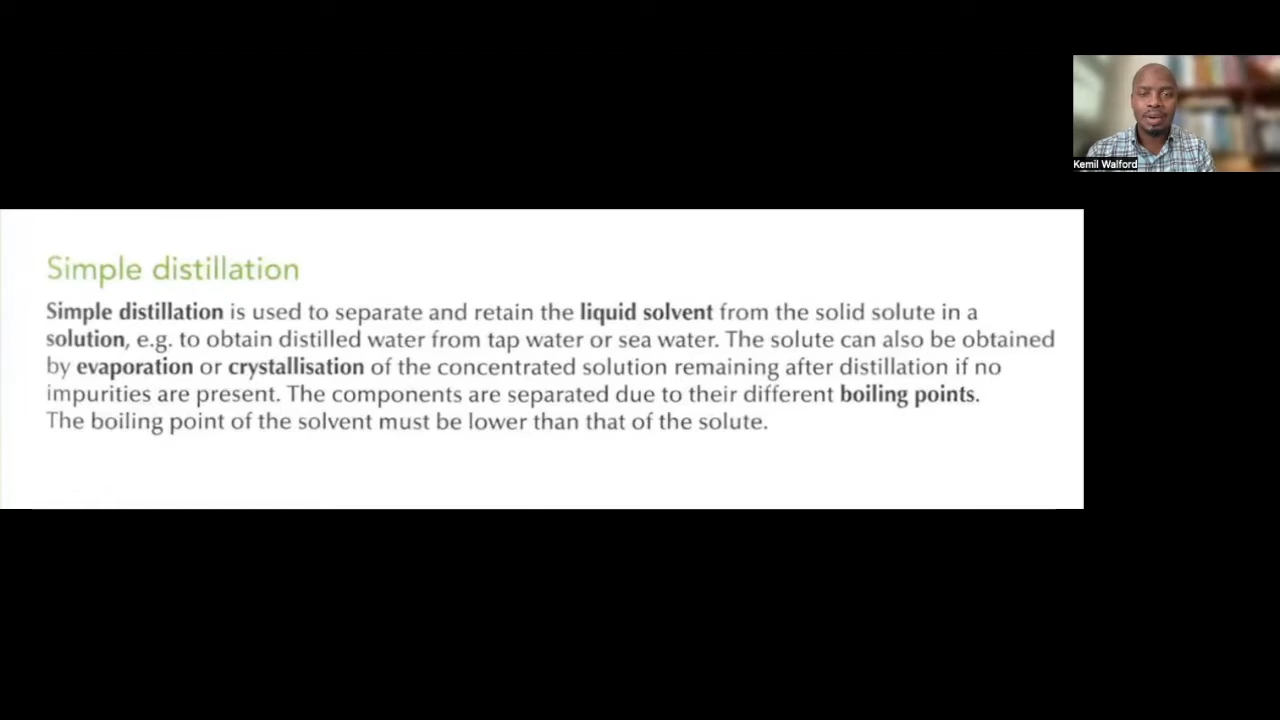 Kemil Walford
Simple distillation
Simple distillation is used to separate and retain the liquid solvent from the solid solute in a
solution, e.g. to obtain distilled water from tap water or sea water. The solute can also be obtained
by evaporation or crystallisation of the concentrated solution remaining after distillation if no
impurities are present. The components are separated due to their different boiling points.
The boiling point of the solvent must be lower than that of the solute.